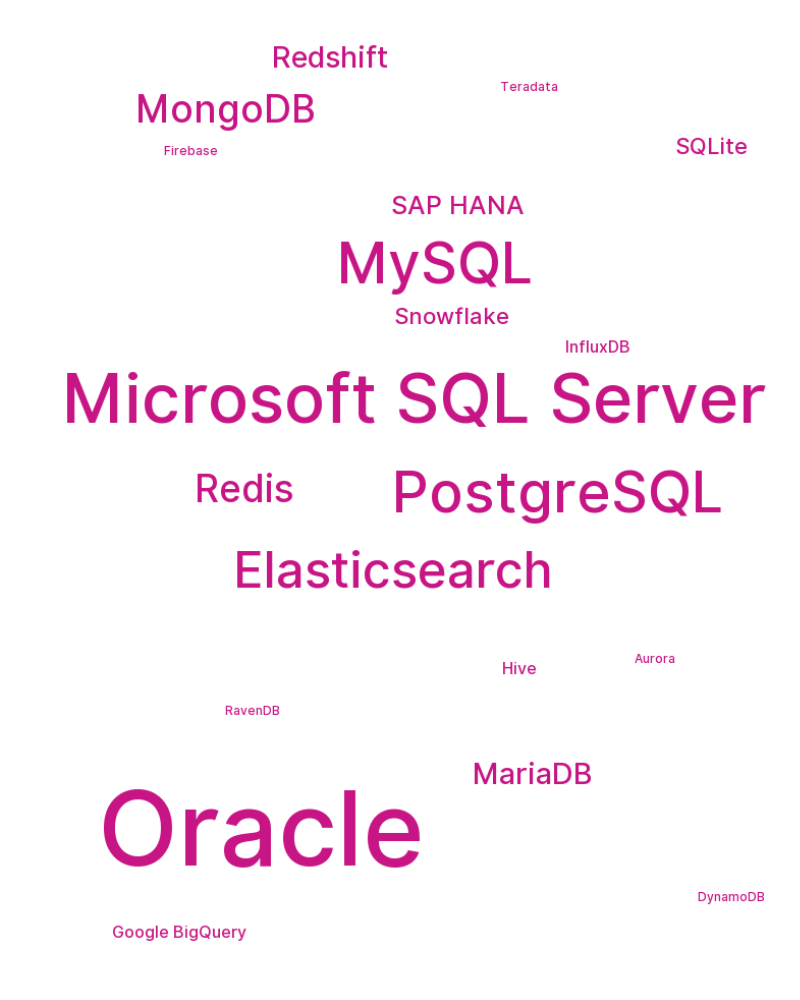 Redshift
Teradata
MongoDB
SQLite
Firebase
SAP HANA
MySQL
Snowflake
InfluxDB
Microsoft SQL Server
Redis
PostgreSQL
Elasticsearch
Aurora
Hive
RavenDB
MariaDB
Oracle
DynamoDB
Google BigQuery